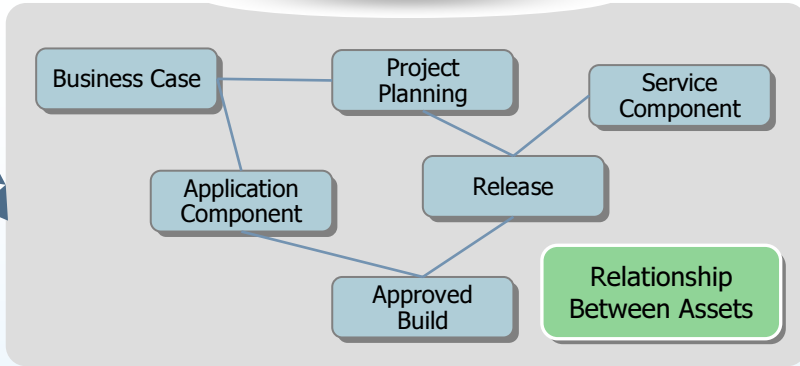 Business Case
Project
Planning
Service
Component
Application
Component
Release
Approved
Build
Relationship
Between Assets